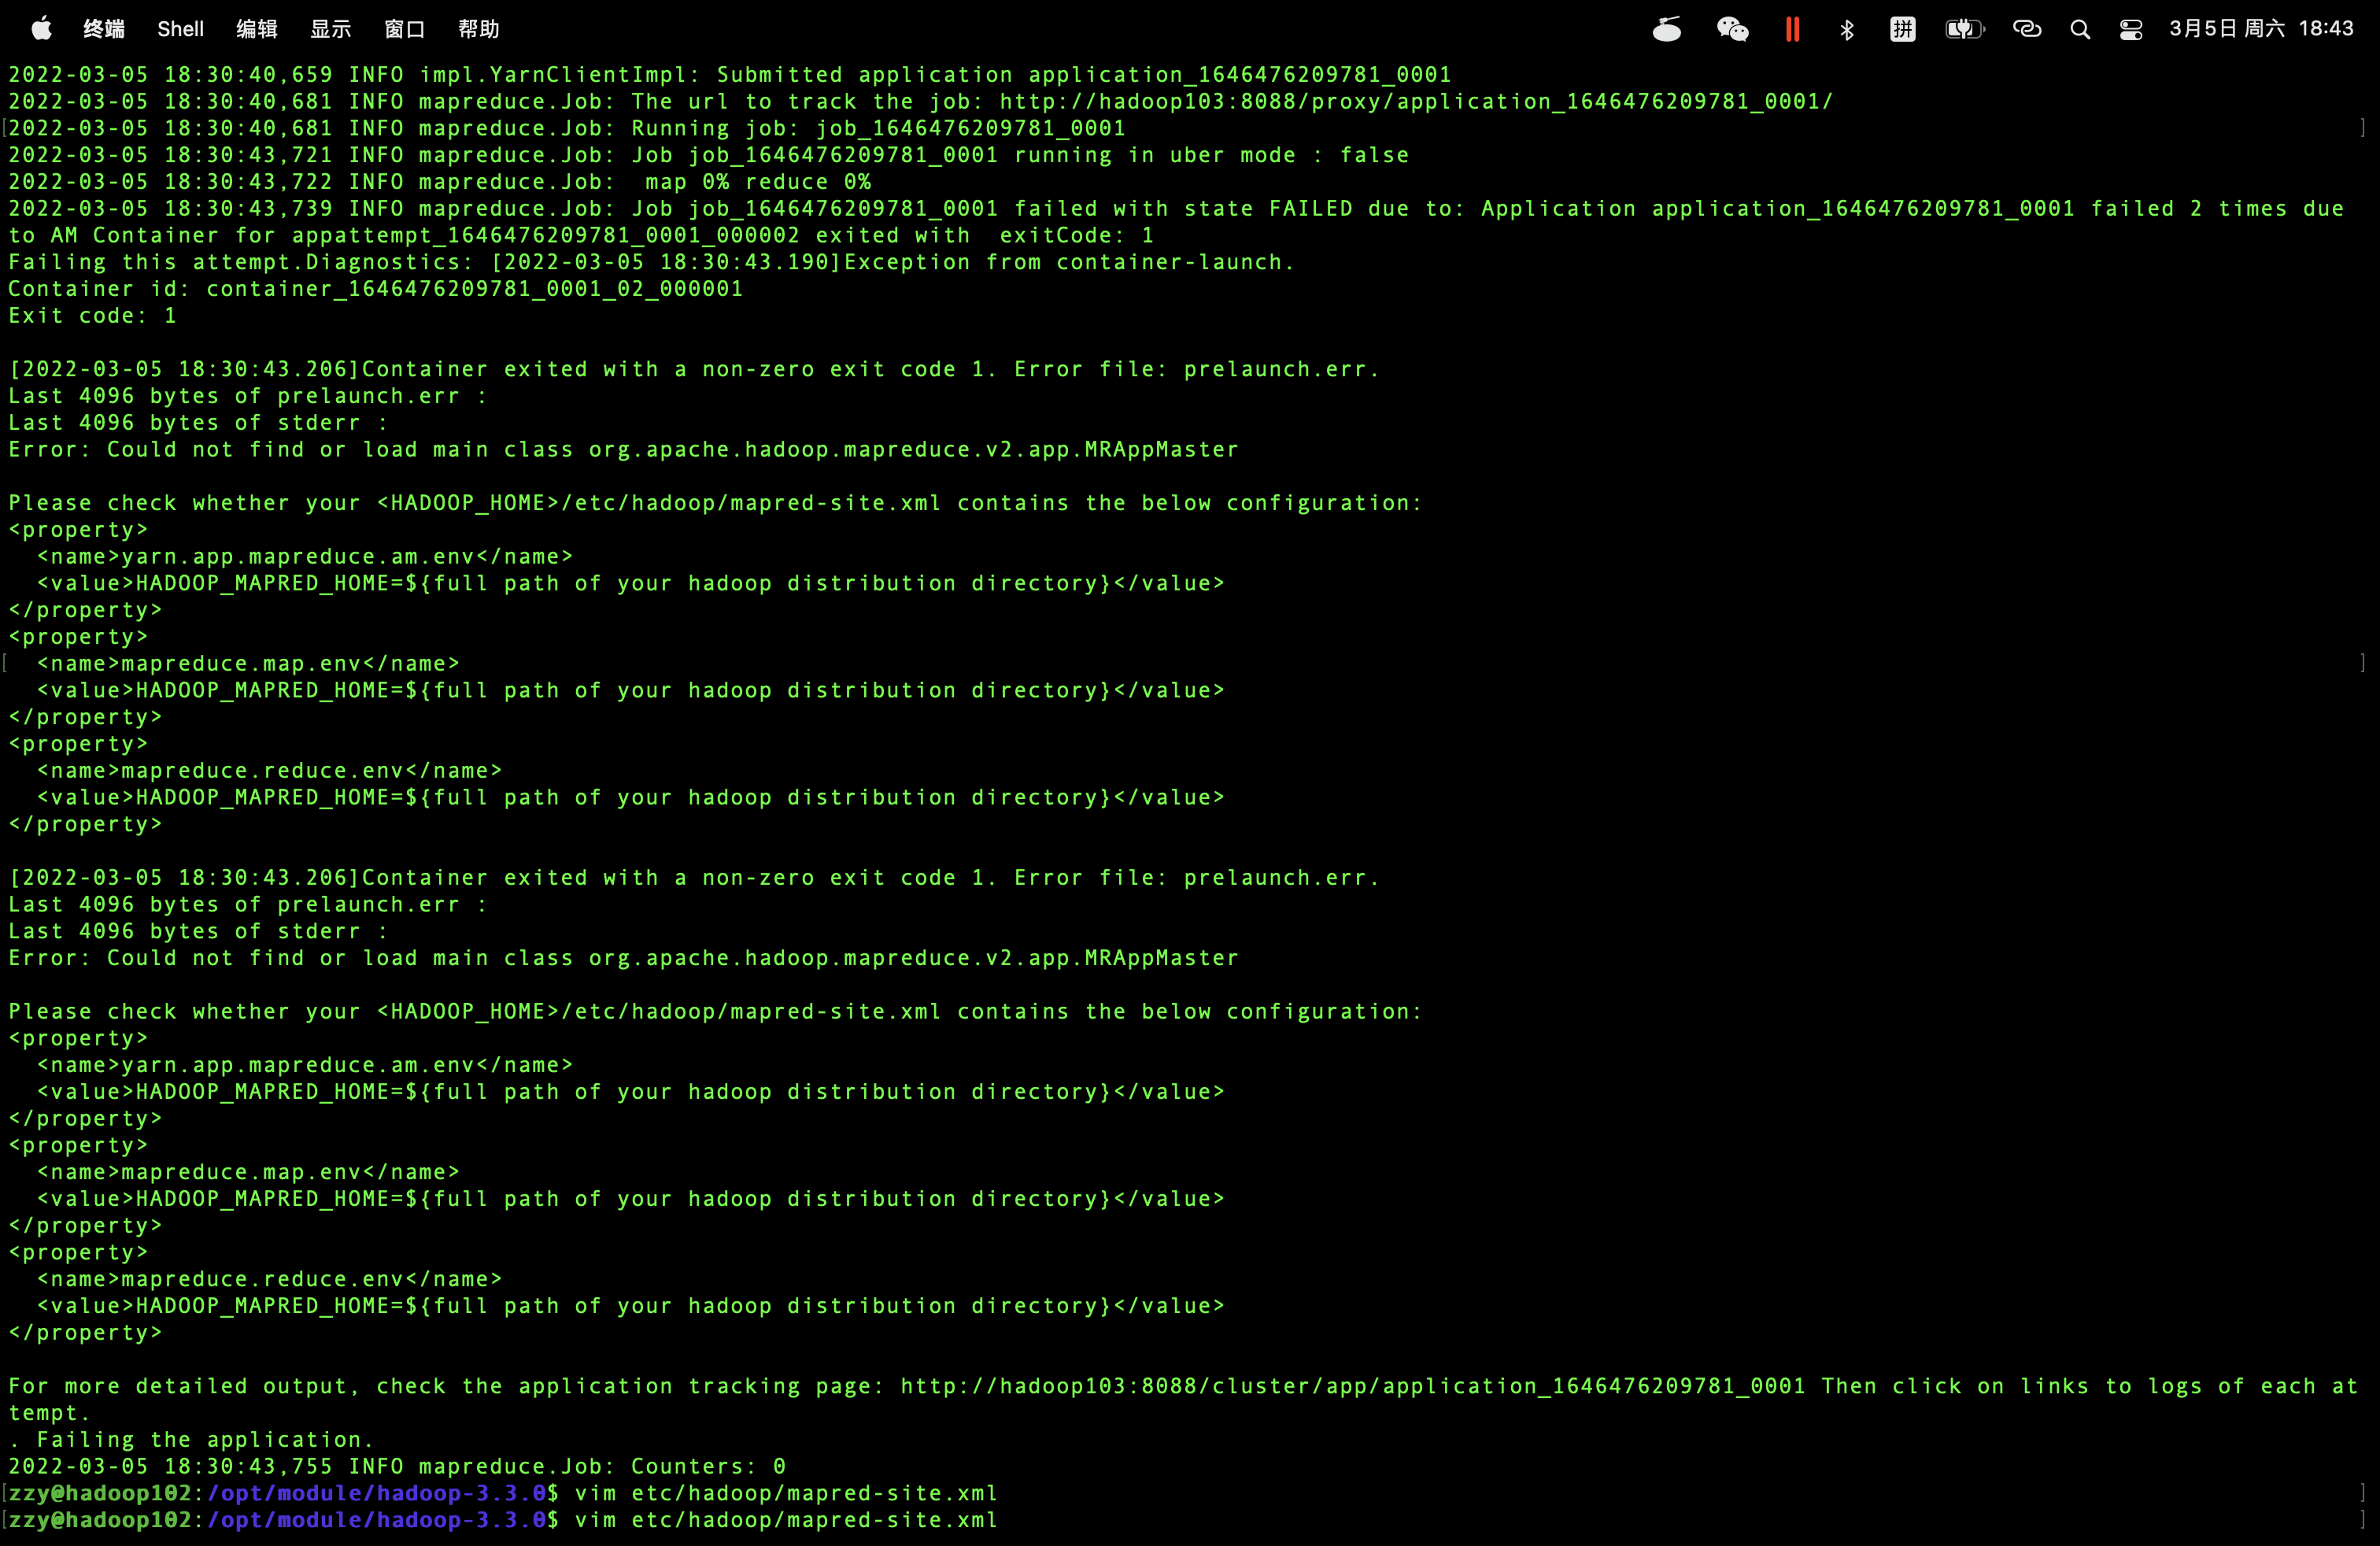 终端 Shell 编辑 显示 窗口 帮助 拼 3月5日 周六 18:43
2022-03-05 18:30:40,659 INFO impl.YarnClientImpl: Submitted application application_1646476209781_0001
2022-03-05 18:30:40,681 INFO mapreduce.Job: The url to track the job: http://hadoop103:8088/proxy/application_1646476209781_0001/
[2022-03-05 18:30:40,681 INFO mapreduce.Job: Running job: job_1646476209781_0001 ]
2022-03-05 18:30:43,721 INFO mapreduce.Job: Job job_1646476209781_0001 running in uber mode : false
2022-03-05 18:30:43,722 INFO mapreduce.Job:  map 0% reduce 0%
2022-03-05 18:30:43,739 INFO mapreduce.Job: Job job_1646476209781_0001 failed with state FAILED due to: Application application_1646476209781_0001 failed 2 times due
to AM Container for appattempt_1646476209781_0001_000002 exited with  exitCode: 1
Failing this attempt.Diagnostics: [2022-03-05 18:30:43.190]Exception from container-launch.
Container id: container_1646476209781_0001_02_000001
Exit code: 1
[2022-03-05 18:30:43.206]Container exited with a non-zero exit code 1. Error file: prelaunch.err.
Last 4096 bytes of prelaunch.err :
Last 4096 bytes of stderr :
Error: Could not find or load main class org.apache.hadoop.mapreduce.v2.app.MRAppMaster
Please check whether your <HADOOP_HOME>/etc/hadoop/mapred-site.xml contains the below configuration:
<property>
  <name>yarn.app.mapreduce.am.env</name>
  <value>HADOOP_MAPRED_HOME=${full path of your hadoop distribution directory}</value>
</property>
<property>
[ <name>mapreduce.map.env</name> ]
  <value>HADOOP_MAPRED_HOME=${full path of your hadoop distribution directory}</value>
</property>
<property>
  <name>mapreduce.reduce.env</name>
  <value>HADOOP_MAPRED_HOME=${full path of your hadoop distribution directory}</value>
</property>
[2022-03-05 18:30:43.206]Container exited with a non-zero exit code 1. Error file: prelaunch.err.
Last 4096 bytes of prelaunch.err :
Last 4096 bytes of stderr :
Error: Could not find or load main class org.apache.hadoop.mapreduce.v2.app.MRAppMaster
Please check whether your <HADOOP_HOME>/etc/hadoop/mapred-site.xml contains the below configuration:
<property>
  <name>yarn.app.mapreduce.am.env</name>
  <value>HADOOP_MAPRED_HOME=${full path of your hadoop distribution directory}</value>
</property>
<property>
  <name>mapreduce.map.env</name>
  <value>HADOOP_MAPRED_HOME=${full path of your hadoop distribution directory}</value>
</property>
<property>
  <name>mapreduce.reduce.env</name>
  <value>HADOOP_MAPRED_HOME=${full path of your hadoop distribution directory}</value>
</property>
For more detailed output, check the application tracking page: http://hadoop103:8088/cluster/app/application_1646476209781_0001 Then click on links to logs of each at
tempt.
. Failing the application.
2022-03-05 18:30:43,755 INFO mapreduce.Job: Counters: 0
[zzy@hadoop102:/opt/module/hadoop-3.3.0$ vim etc/hadoop/mapred-site.xml ]
[zzy@hadoop102:/opt/module/hadoop-3.3.0$ vim etc/hadoop/mapred-site.xml ]